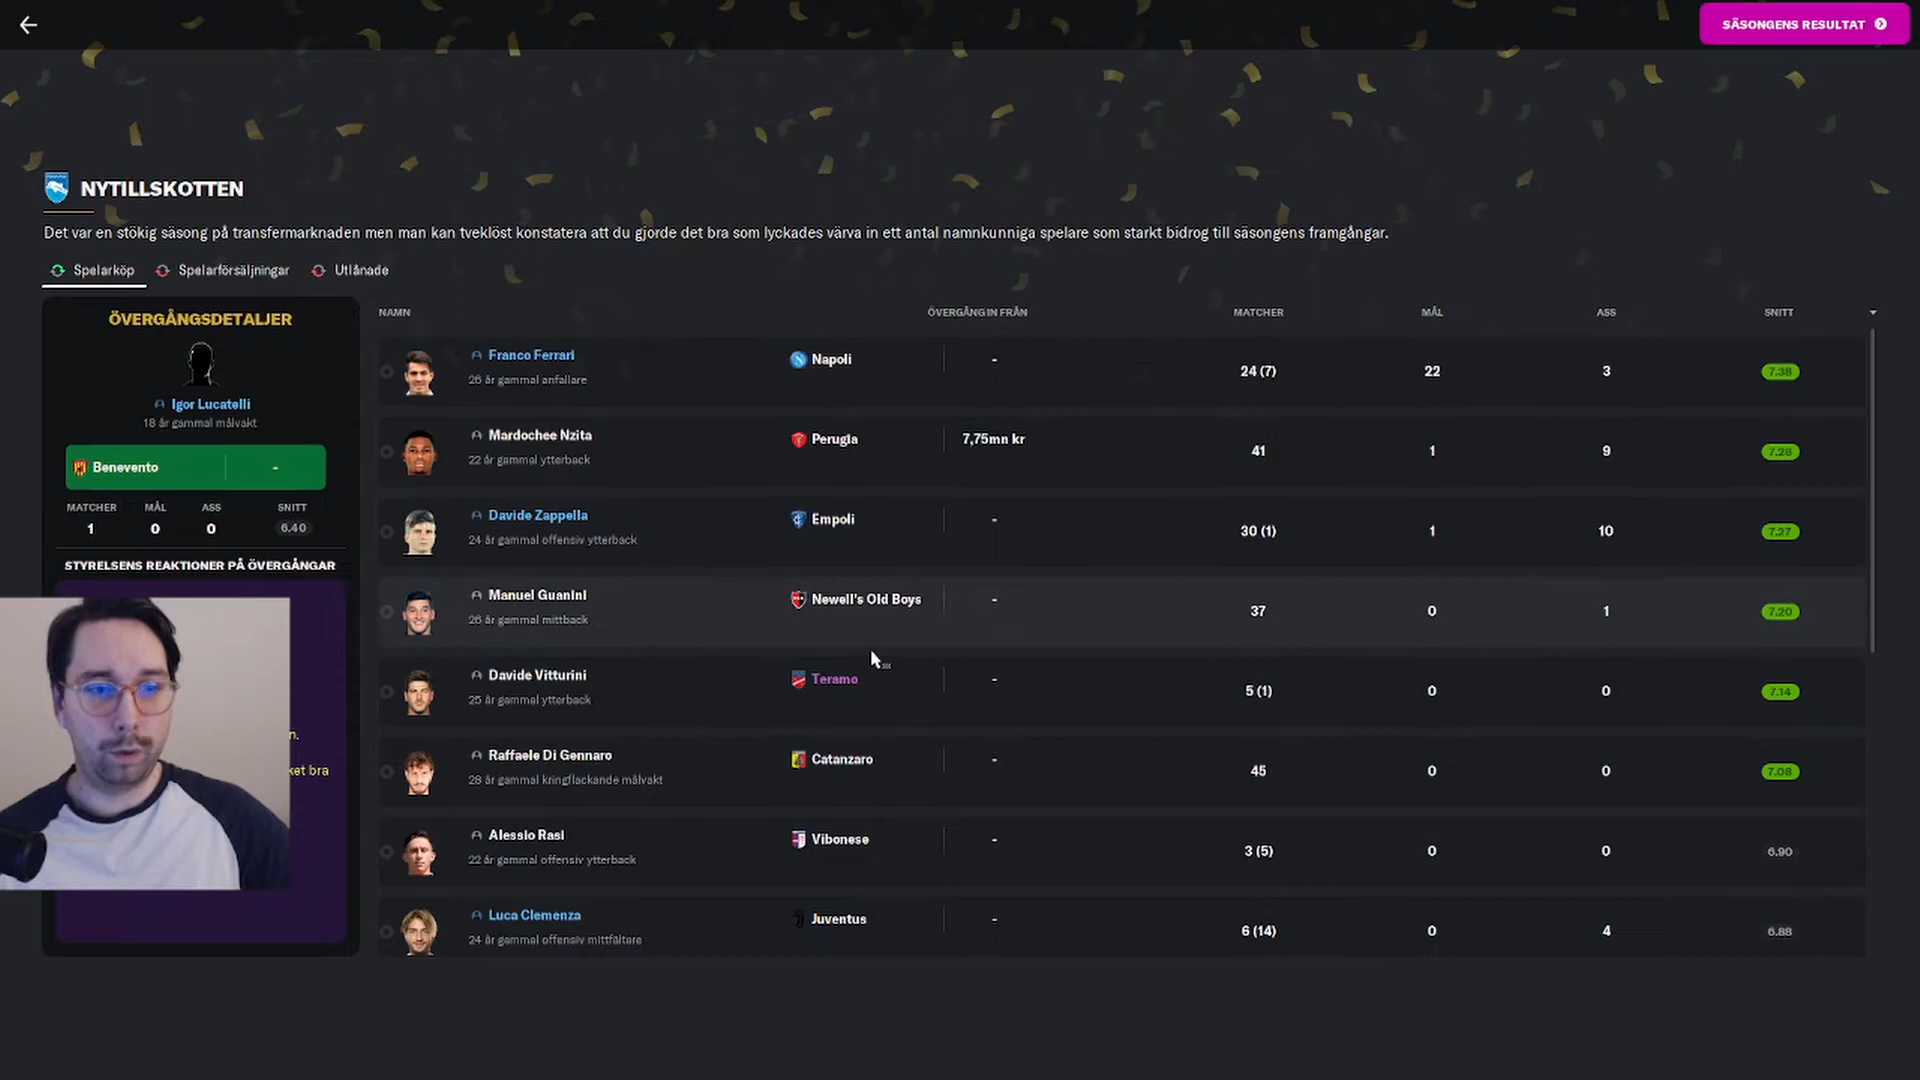 SÄSONGENS RESULTAT
NYTILLSKOTTEN
Det var en stökig säsong på transfermarknaden men man kan tveklöst konstatera att du gjorde det bra som lyckades värva in ett antal namnkunniga spelare som starkt bidrog till säsongens framgångar.
Spelarköp Spelarförsäljningar Utlånade
ÖVERGÅNGSDETALJER
Igor Lucatelli
18 år gammal målvakt
Benevento -
MATCHER MÅL ASS SNITT
1 0 0 6.40
STYRELSENS REAKTIONER PÅ ÖVERGÅNGAR
n.
ket bra
NAMN ÖVERGÅNG IN FRÅN MATCHER MÅL ASS SNITT
Franco Ferrari Napoli - 24 (7) 22 3 7.38
26 år gammal anfallare
Mardochee Nzita Perugia 7,75mn kr 41 1 9 7.28
22 år gammal ytterback
Davide Zappella Empoli - 30 (1) 1 10 7.27
24 år gammal offensiv ytterback
Manuel Guanini Newell's Old Boys - 37 0 1 7.20
26 år gammal mittback
Davide Vitturini Teramo - 5 (1) 0 0 7.14
25 år gammal ytterback
Raffaele Di Gennaro Catanzaro - 45 0 0 7.08
28 år gammal kringflackande målvakt
Alessio Rasi Vibonese - 3 (5) 0 0 6.90
22 år gammal offensiv ytterback
Luca Clemenza Juventus - 6 (14) 0 4 6.88
24 år gammal offensiv mittfältare